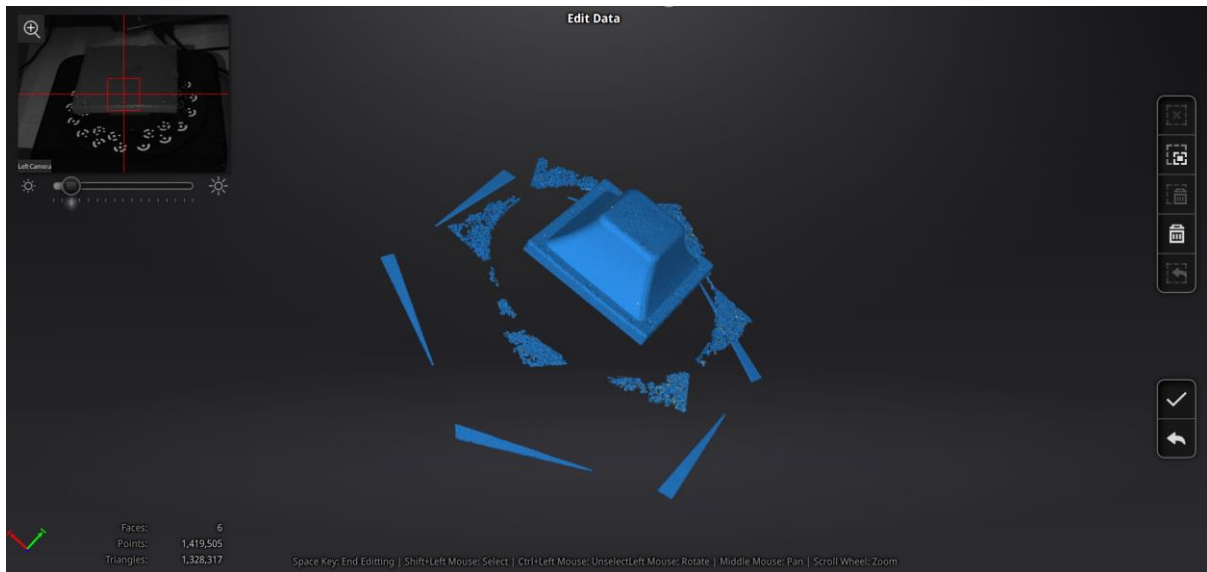 Edit Data
Left Camera
Faces: 6
Points: 1,419,505
Triangles: 1,328,317
Space Key: End Editting | Shift+Left Mouse: Select | Ctrl+Left Mouse: UnselectLeft Mouse: Rotate | Middle Mouse: Pan | Scroll Wheel: Zoom